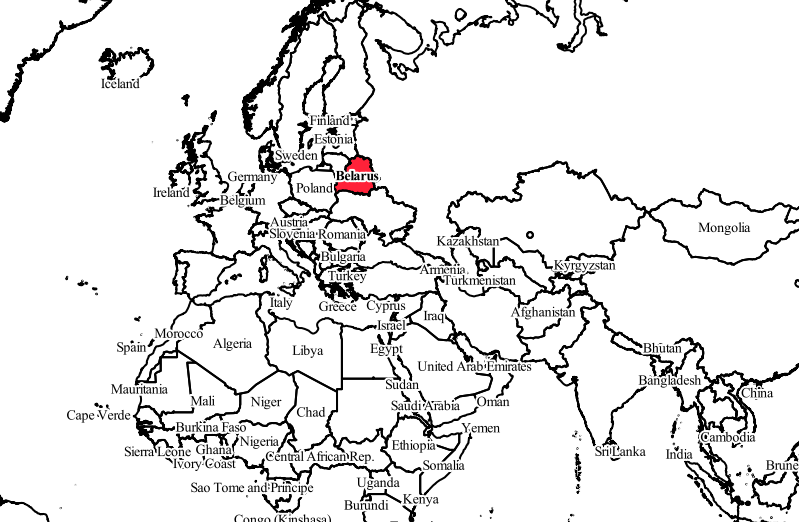 Iceland
Finland
Estonia
Sweden
Belarus
Germany
Poland
Ireland
Belgium
Austria
Slovenia
Romania
Mongolia
Kazakhstan
Bulgaria
Armenia
Kyrgyzstan
Turkey
Turkmenistan
Italy
Greece
Cyprus
Iraq
Afghanistan
Israel
Morocco
Algeria
Spain
Libya
Egypt
Bhutan
United Arab Emirates
Bangladesh
Sudan
Mauritania
Mali
Niger
Chad
Saudi Arabia
Oman
China
Cape Verde
Burkina Faso
Yemen
Nigeria
Ethiopia
Cambodia
Sierra Leone
Ghana
Central African Rep.
Sri Lanka
India
Ivory Coast
Somalia
Brune
Uganda
Sao Tome and Principe
Kenya
Burundi
Congo (Kinshasa)